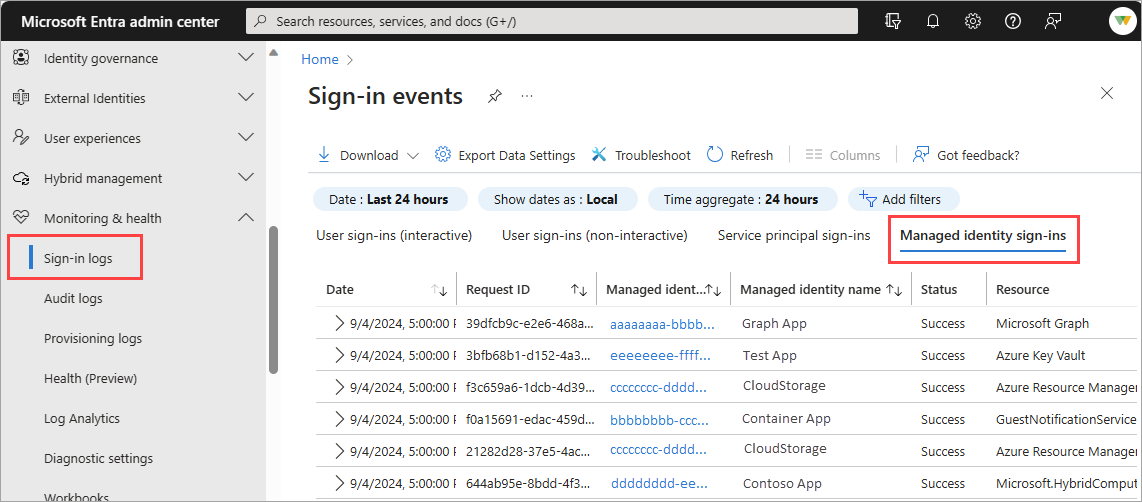 Microsoft Entra admin center
Search resources, services, and docs (G+/)
Identity governance
External Identities
User experiences
Hybrid management
Monitoring & health
Sign-in logs
Audit logs
Provisioning logs
Health (Preview)
Log Analytics
Diagnostic settings
Workbooks
Home
Sign-in events
Download
Export Data Settings
Troubleshoot
Refresh
Columns
Got feedback?
Date : Last 24 hours
Show dates as : Local
Time aggregate : 24 hours
Add filters
User sign-ins (interactive)
User sign-ins (non-interactive)
Service principal sign-ins
Managed identity sign-ins
Date Request ID Managed ident... Managed identity name Status Resource
9/4/2024, 5:00:00 P 39dfcb9c-e2e6-468a... aaaaaaaa-bbbb... Graph App Success Microsoft Graph
9/4/2024, 5:00:00 P 3bfb68b1-d152-4a3... eeeeeeee-ffff... Test App Success Azure Key Vault
9/4/2024, 5:00:00 P f3c659a6-1dcb-4d39... cccccccc-dddd... CloudStorage Success Azure Resource Manager
9/4/2024, 5:00:00 P f0a15691-edac-459d... bbbbbbbb-ccc... Container App Success GuestNotificationService
9/4/2024, 5:00:00 P 21282d28-37e5-4ac... cccccccc-dddd... CloudStorage Success Azure Resource Manager
9/4/2024, 5:00:00 P 644ab95e-8bdd-4f3... dddddddd-ee... Contoso App Success Microsoft.HybridComput